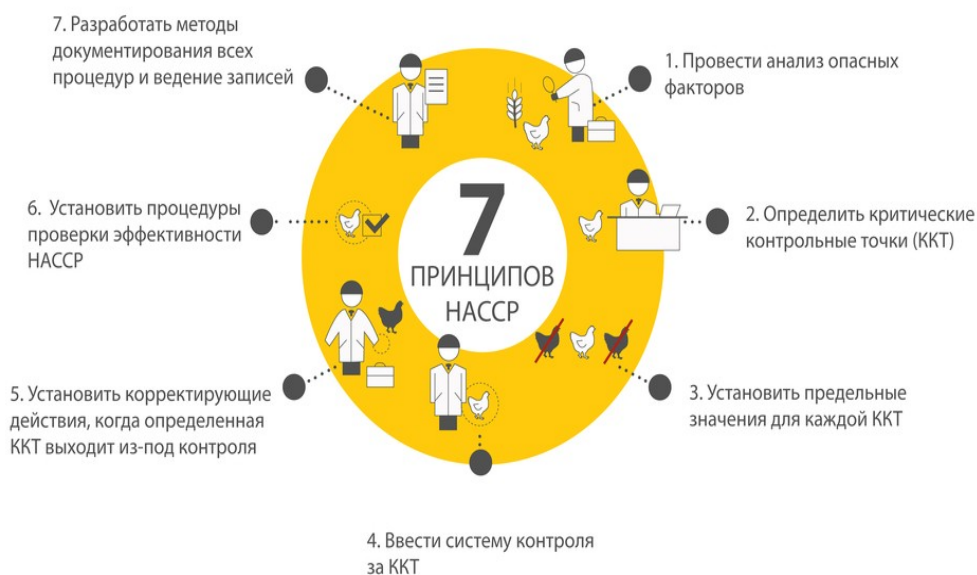 7
ПРИНЦИПОВ
НАССР
1. Провести анализ опасных
факторов
2. Определить критические
контрольные точки (ККТ)
3. Установить предельные
значения для каждой ККТ
4. Ввести систему контроля
за ККТ
5. Установить корректирующие
действия, когда определенная
ККТ выходит из-под контроля
6. Установить процедуры
проверки эффективности
НАССР
7. Разработать методы
документирования всех
процедур и ведение записей